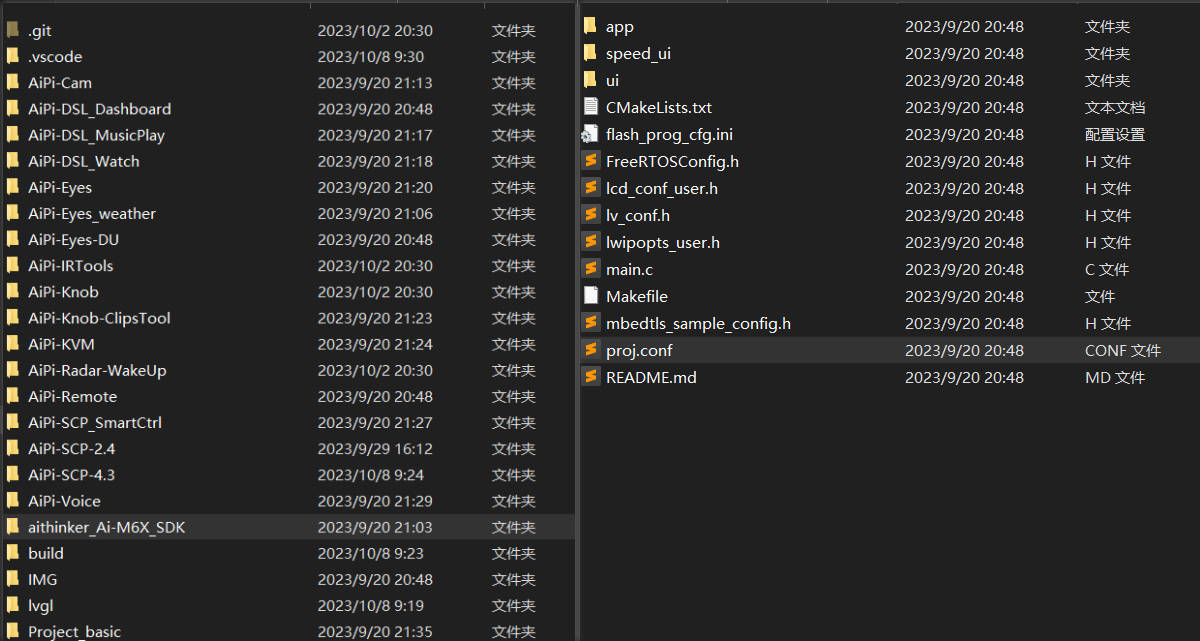 .git 2023/10/2 20:30 文件夹
.vscode 2023/10/8 9:30 文件夹
AiPi-Cam 2023/9/20 21:13 文件夹
AiPi-DSL_Dashboard 2023/9/20 20:48 文件夹
AiPi-DSL_MusicPlay 2023/9/20 21:17 文件夹
AiPi-DSL_Watch 2023/9/20 21:18 文件夹
AiPi-Eyes 2023/9/20 21:20 文件夹
AiPi-Eyes_weather 2023/9/20 21:06 文件夹
AiPi-Eyes-DU 2023/9/20 20:48 文件夹
AiPi-IRTools 2023/10/2 20:30 文件夹
AiPi-Knob 2023/10/2 20:30 文件夹
AiPi-Knob-ClipsTool 2023/9/20 21:23 文件夹
AiPi-KVM 2023/9/20 21:24 文件夹
AiPi-Radar-WakeUp 2023/10/2 20:30 文件夹
AiPi-Remote 2023/9/20 20:48 文件夹
AiPi-SCP_SmartCtrl 2023/9/20 21:27 文件夹
AiPi-SCP-2.4 2023/9/29 16:12 文件夹
AiPi-SCP-4.3 2023/10/8 9:24 文件夹
AiPi-Voice 2023/9/20 21:29 文件夹
aithinker_Ai-M6X_SDK 2023/9/20 21:03 文件夹
build 2023/10/8 9:23 文件夹
IMG 2023/9/20 20:48 文件夹
lvgl 2023/10/8 9:19 文件夹
Project_basic 2023/9/20 21:35 文件夹
app 2023/9/20 20:48 文件夹
speed_ui 2023/9/20 20:48 文件夹
ui 2023/9/20 20:48 文件夹
CMakeLists.txt 2023/9/20 20:48 文本文档
flash_prog_cfg.ini 2023/9/20 20:48 配置设置
FreeRTOSConfig.h 2023/9/20 20:48 H 文件
lcd_conf_user.h 2023/9/20 20:48 H 文件
lv_conf.h 2023/9/20 20:48 H 文件
lwipopts_user.h 2023/9/20 20:48 H 文件
main.c 2023/9/20 20:48 C 文件
Makefile 2023/9/20 20:48 文件
mbedtls_sample_config.h 2023/9/20 20:48 H 文件
proj.conf 2023/9/20 20:48 CONF 文件
README.md 2023/9/20 20:48 MD 文件